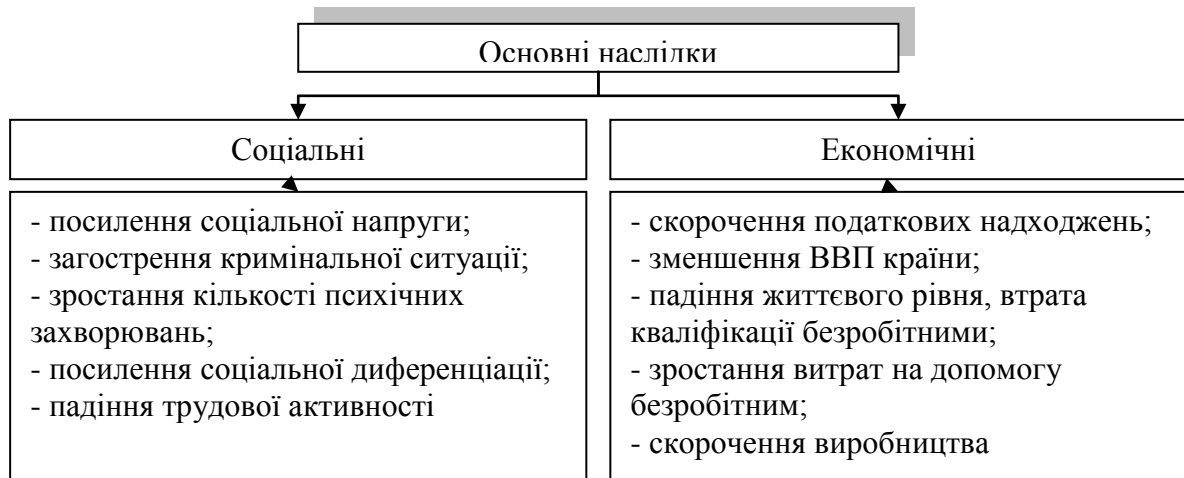 Основні наслідки
Соціальні
- посилення соціальної напруги;
- загострення кримінальної ситуації;
- зростання кількості психічних
захворювань;
- посилення соціальної диференціації;
- падіння трудової активності
Економічні
- скорочення податкових надходжень;
- зменшення ВВП країни;
- падіння життєвого рівня, втрата
кваліфікації безробітними;
- зростання витрат на допомогу
безробітним;
- скорочення виробництва